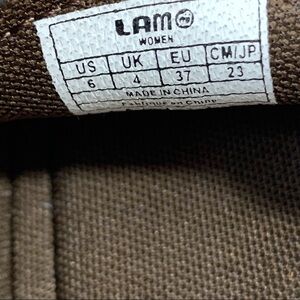 LAMO
WOMEN
US UK EU CM/JP
6 4 37 23
MADE IN CHINA
Fabriqué en Chine